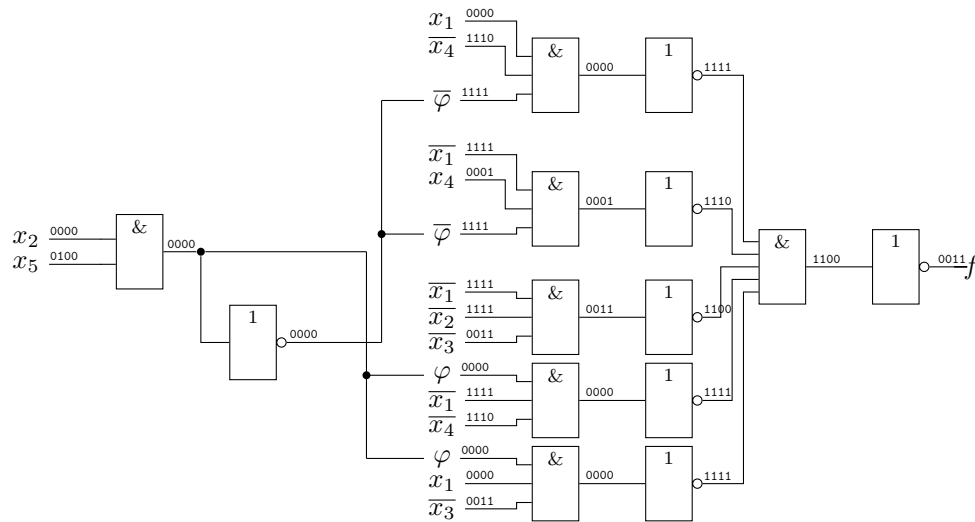 x₁ 0000
x̅₄ 1110
& 0000
1 1111
φ̅ 1111
x̅₁ 1111
x₄ 0001
& 0001
1 1110
φ̅ 1111
x₂ 0000
x₅ 0100
& 0000
1 0000
x̅₁ 1111
x̅₂ 1111
x̅₃ 0011
& 0011
1 1100
φ 0000
x̅₁ 1111
x̅₄ 1110
& 0000
1 1111
φ 0000
x₁ 0000
x̅₃ 0011
& 0000
1 1111
& 1100
1 0011
f